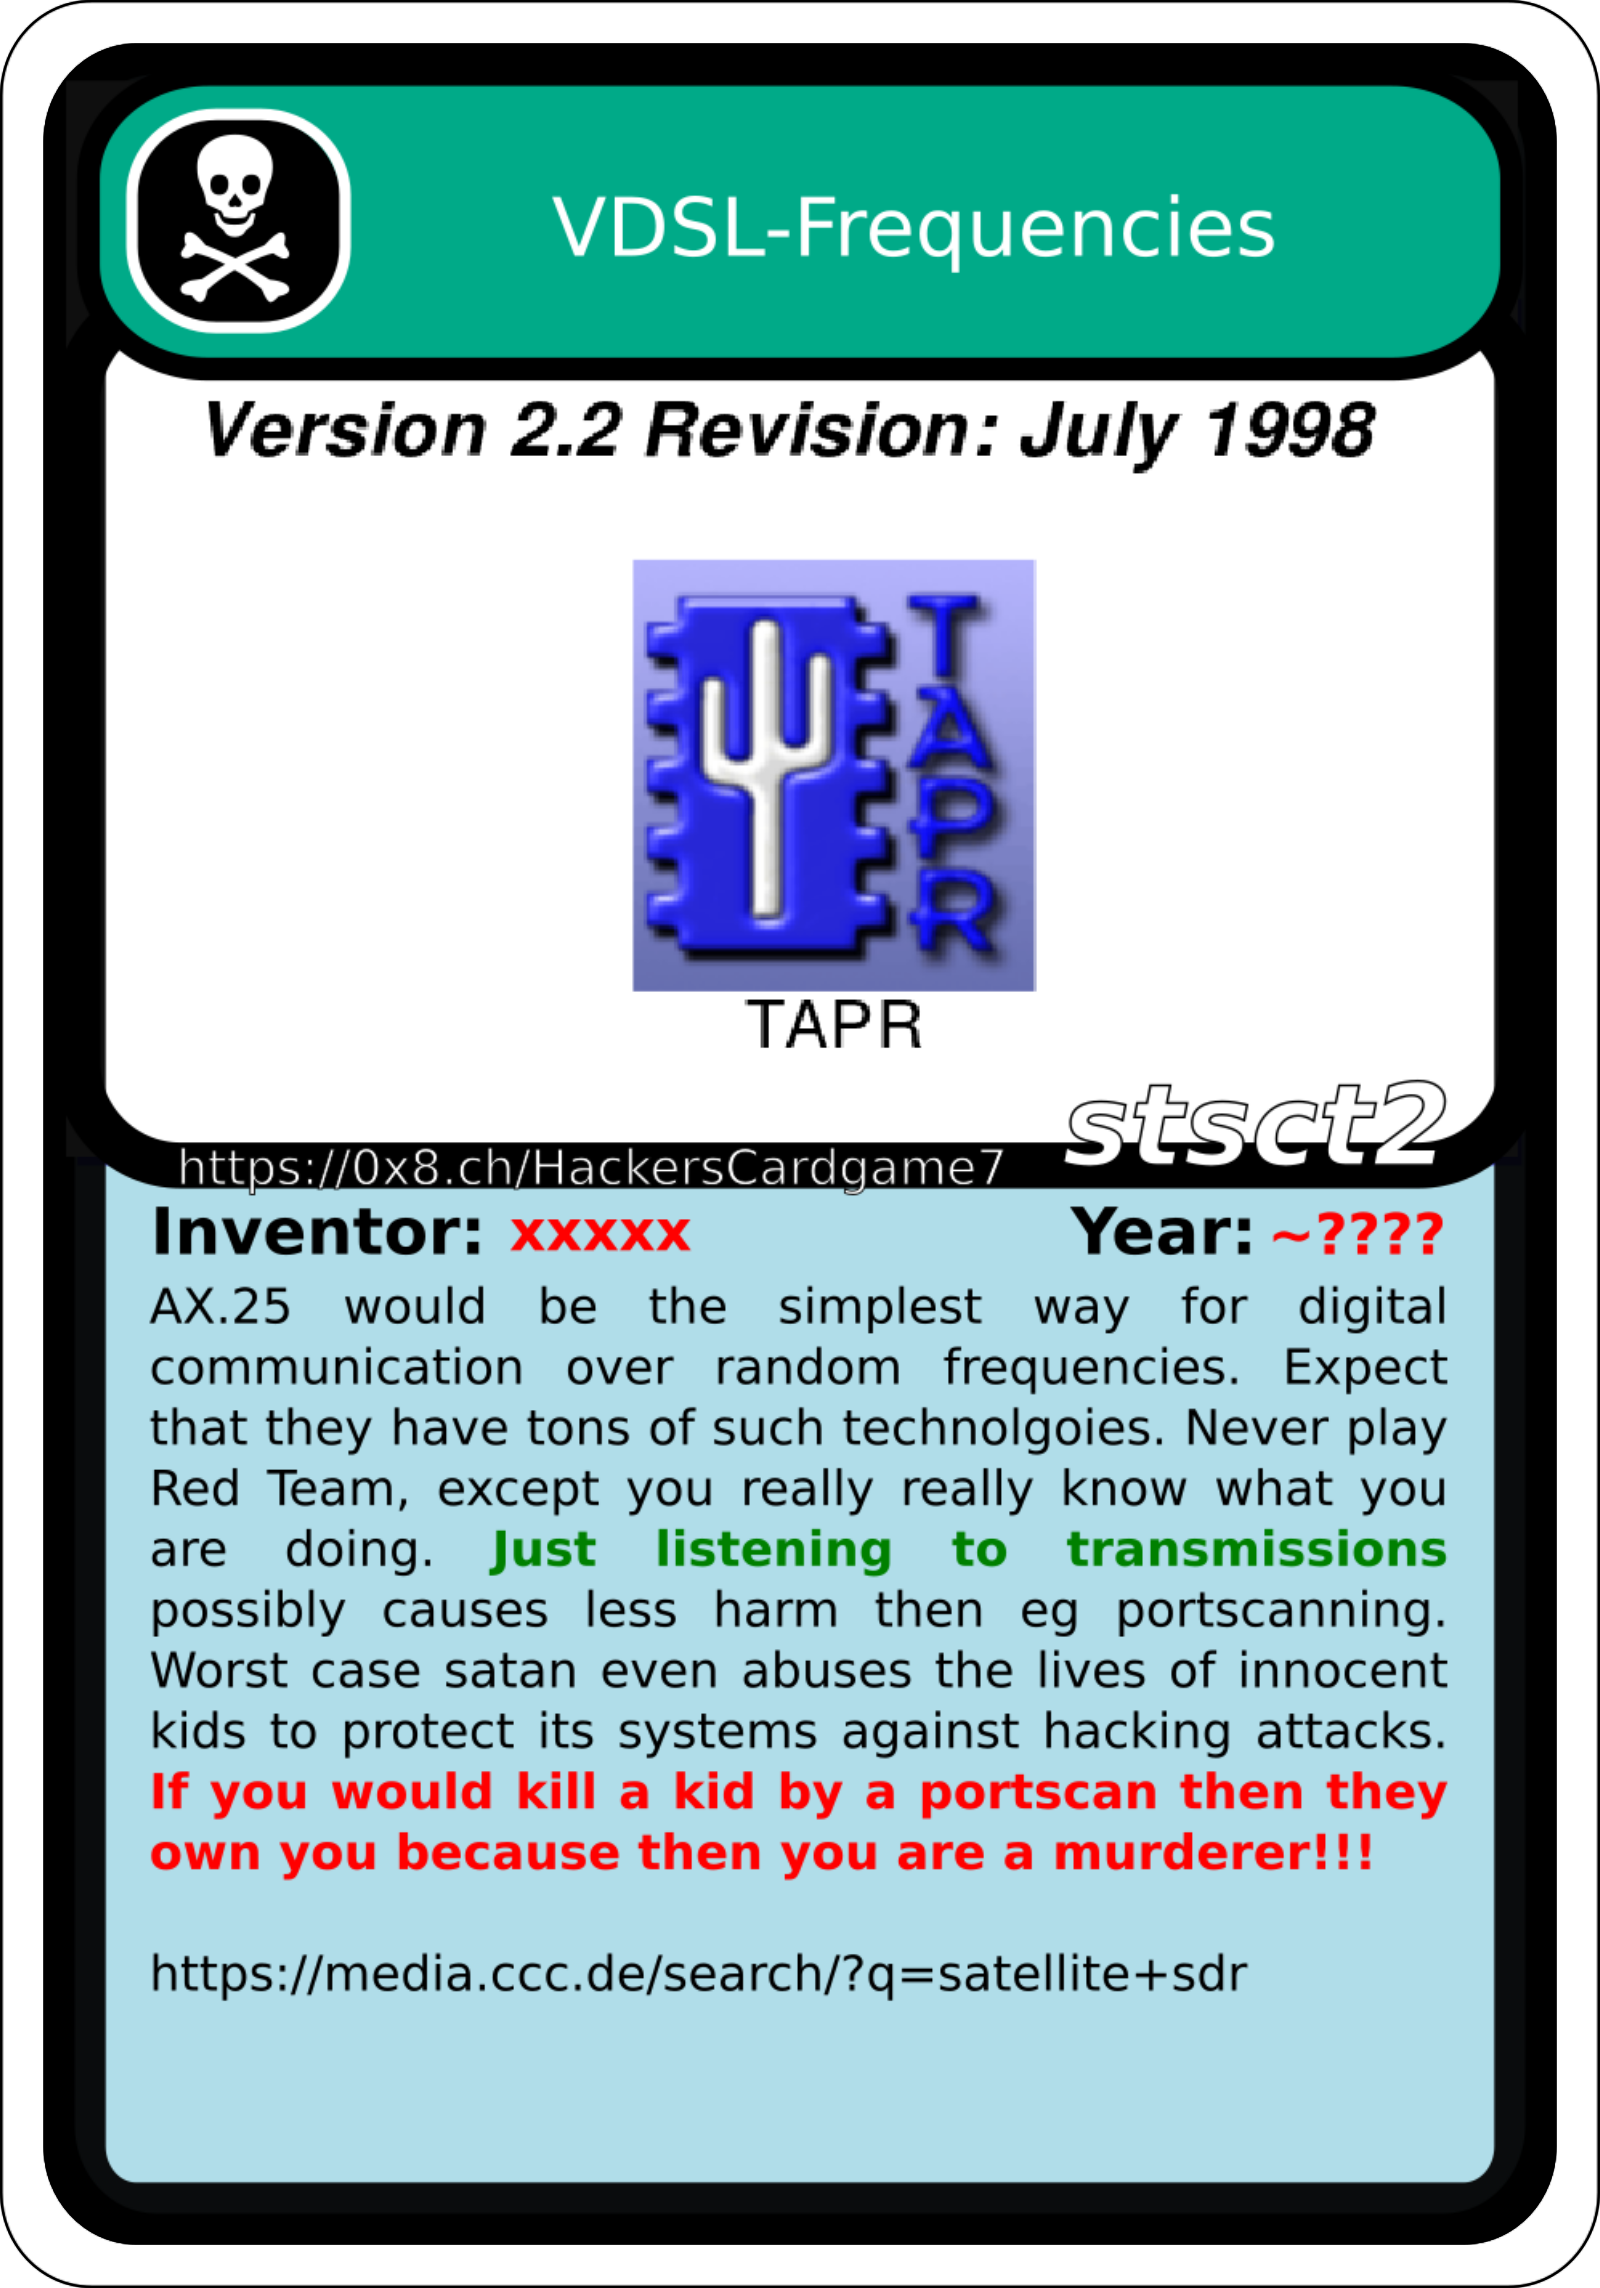 VDSL-Frequencies
Version 2.2 Revision: July 1998
TAPR
TAPR
stsct2
https://0x8.ch/HackersCardgame7
Inventor: xxxxx Year: ~????
AX.25 would be the simplest way for digital
communication over random frequencies. Expect
that they have tons of such technolgoies. Never play
Red Team, except you really really know what you
are doing. Just listening to transmissions
possibly causes less harm then eg portscanning.
Worst case satan even abuses the lives of innocent
kids to protect its systems against hacking attacks.
If you would kill a kid by a portscan then they
own you because then you are a murderer!!!
https://media.ccc.de/search/?q=satellite+sdr